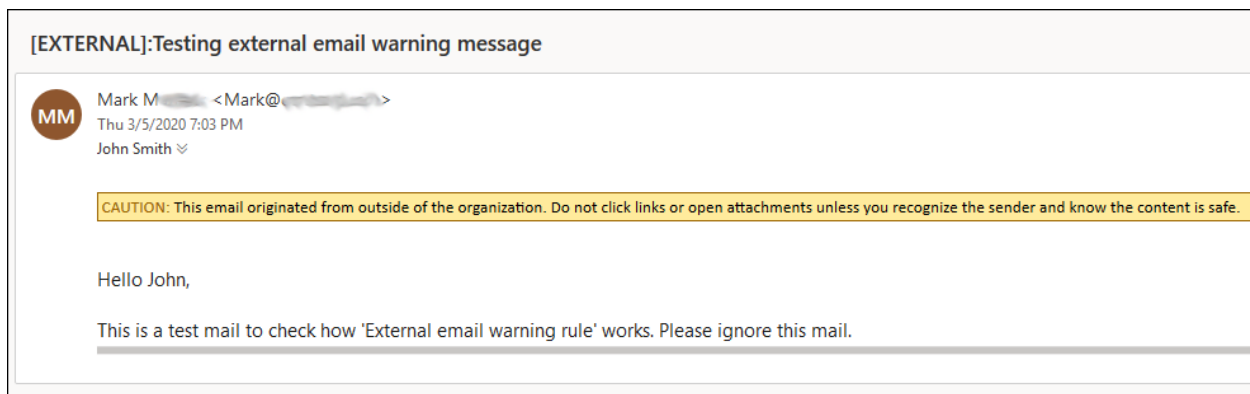 [EXTERNAL]:Testing external email warning message
MM
Mark M <Mark@ >
Thu 3/5/2020 7:03 PM
John Smith
CAUTION: This email originated from outside of the organization. Do not click links or open attachments unless you recognize the sender and know the content is safe.
Hello John,
This is a test mail to check how 'External email warning rule' works. Please ignore this mail.